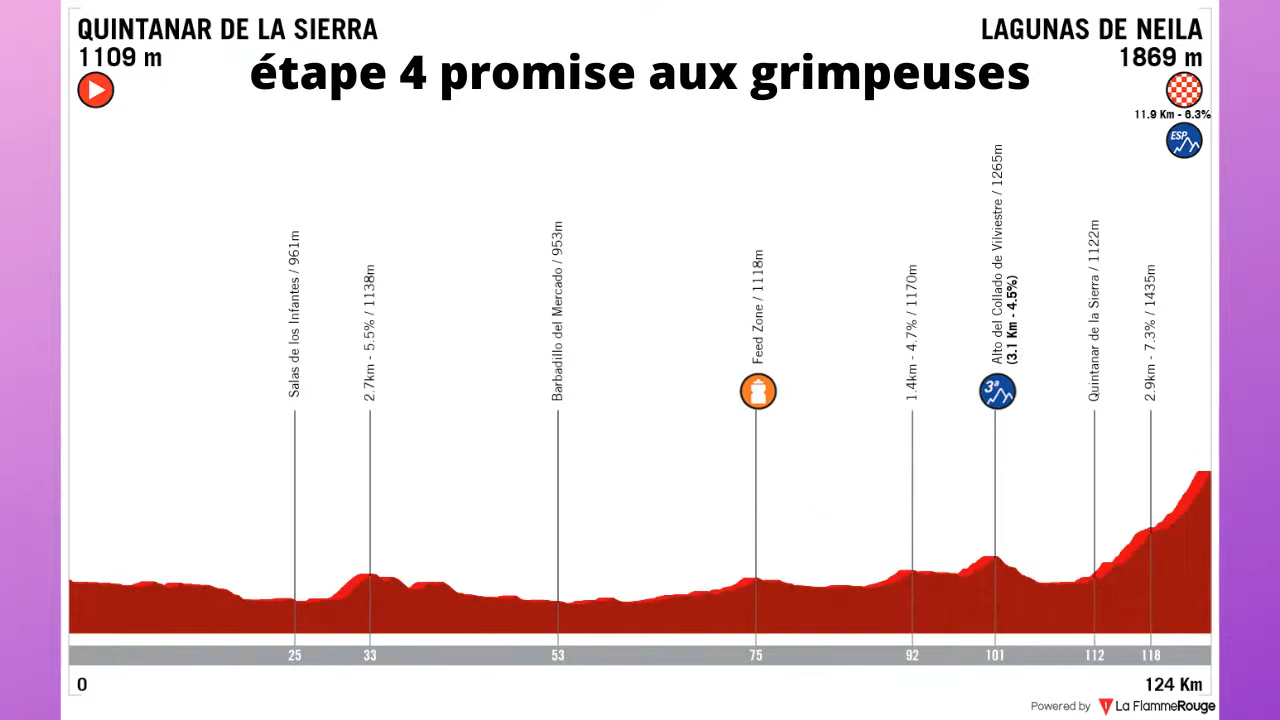 QUINTANAR DE LA SIERRA
1109 m
LAGUNAS DE NEILA
1869 m
étape 4 promise aux grimpeuses
11.9 Km - 6.3%
ESP
Salas de los Infantes / 961m
2.7km - 5.5% / 1138m
Barbadillo del Mercado / 953m
Feed Zone / 1118m
1.4km - 4.7% / 1170m
Alto del Collado de Vilviestre / 1265m
(3.1 Km - 4.5%)
3ª
Quintanar de la Sierra / 1122m
2.9km - 7.3% / 1435m
25 33 53 75 92 101 112 118
0
124 Km
Powered by La FlammeRouge